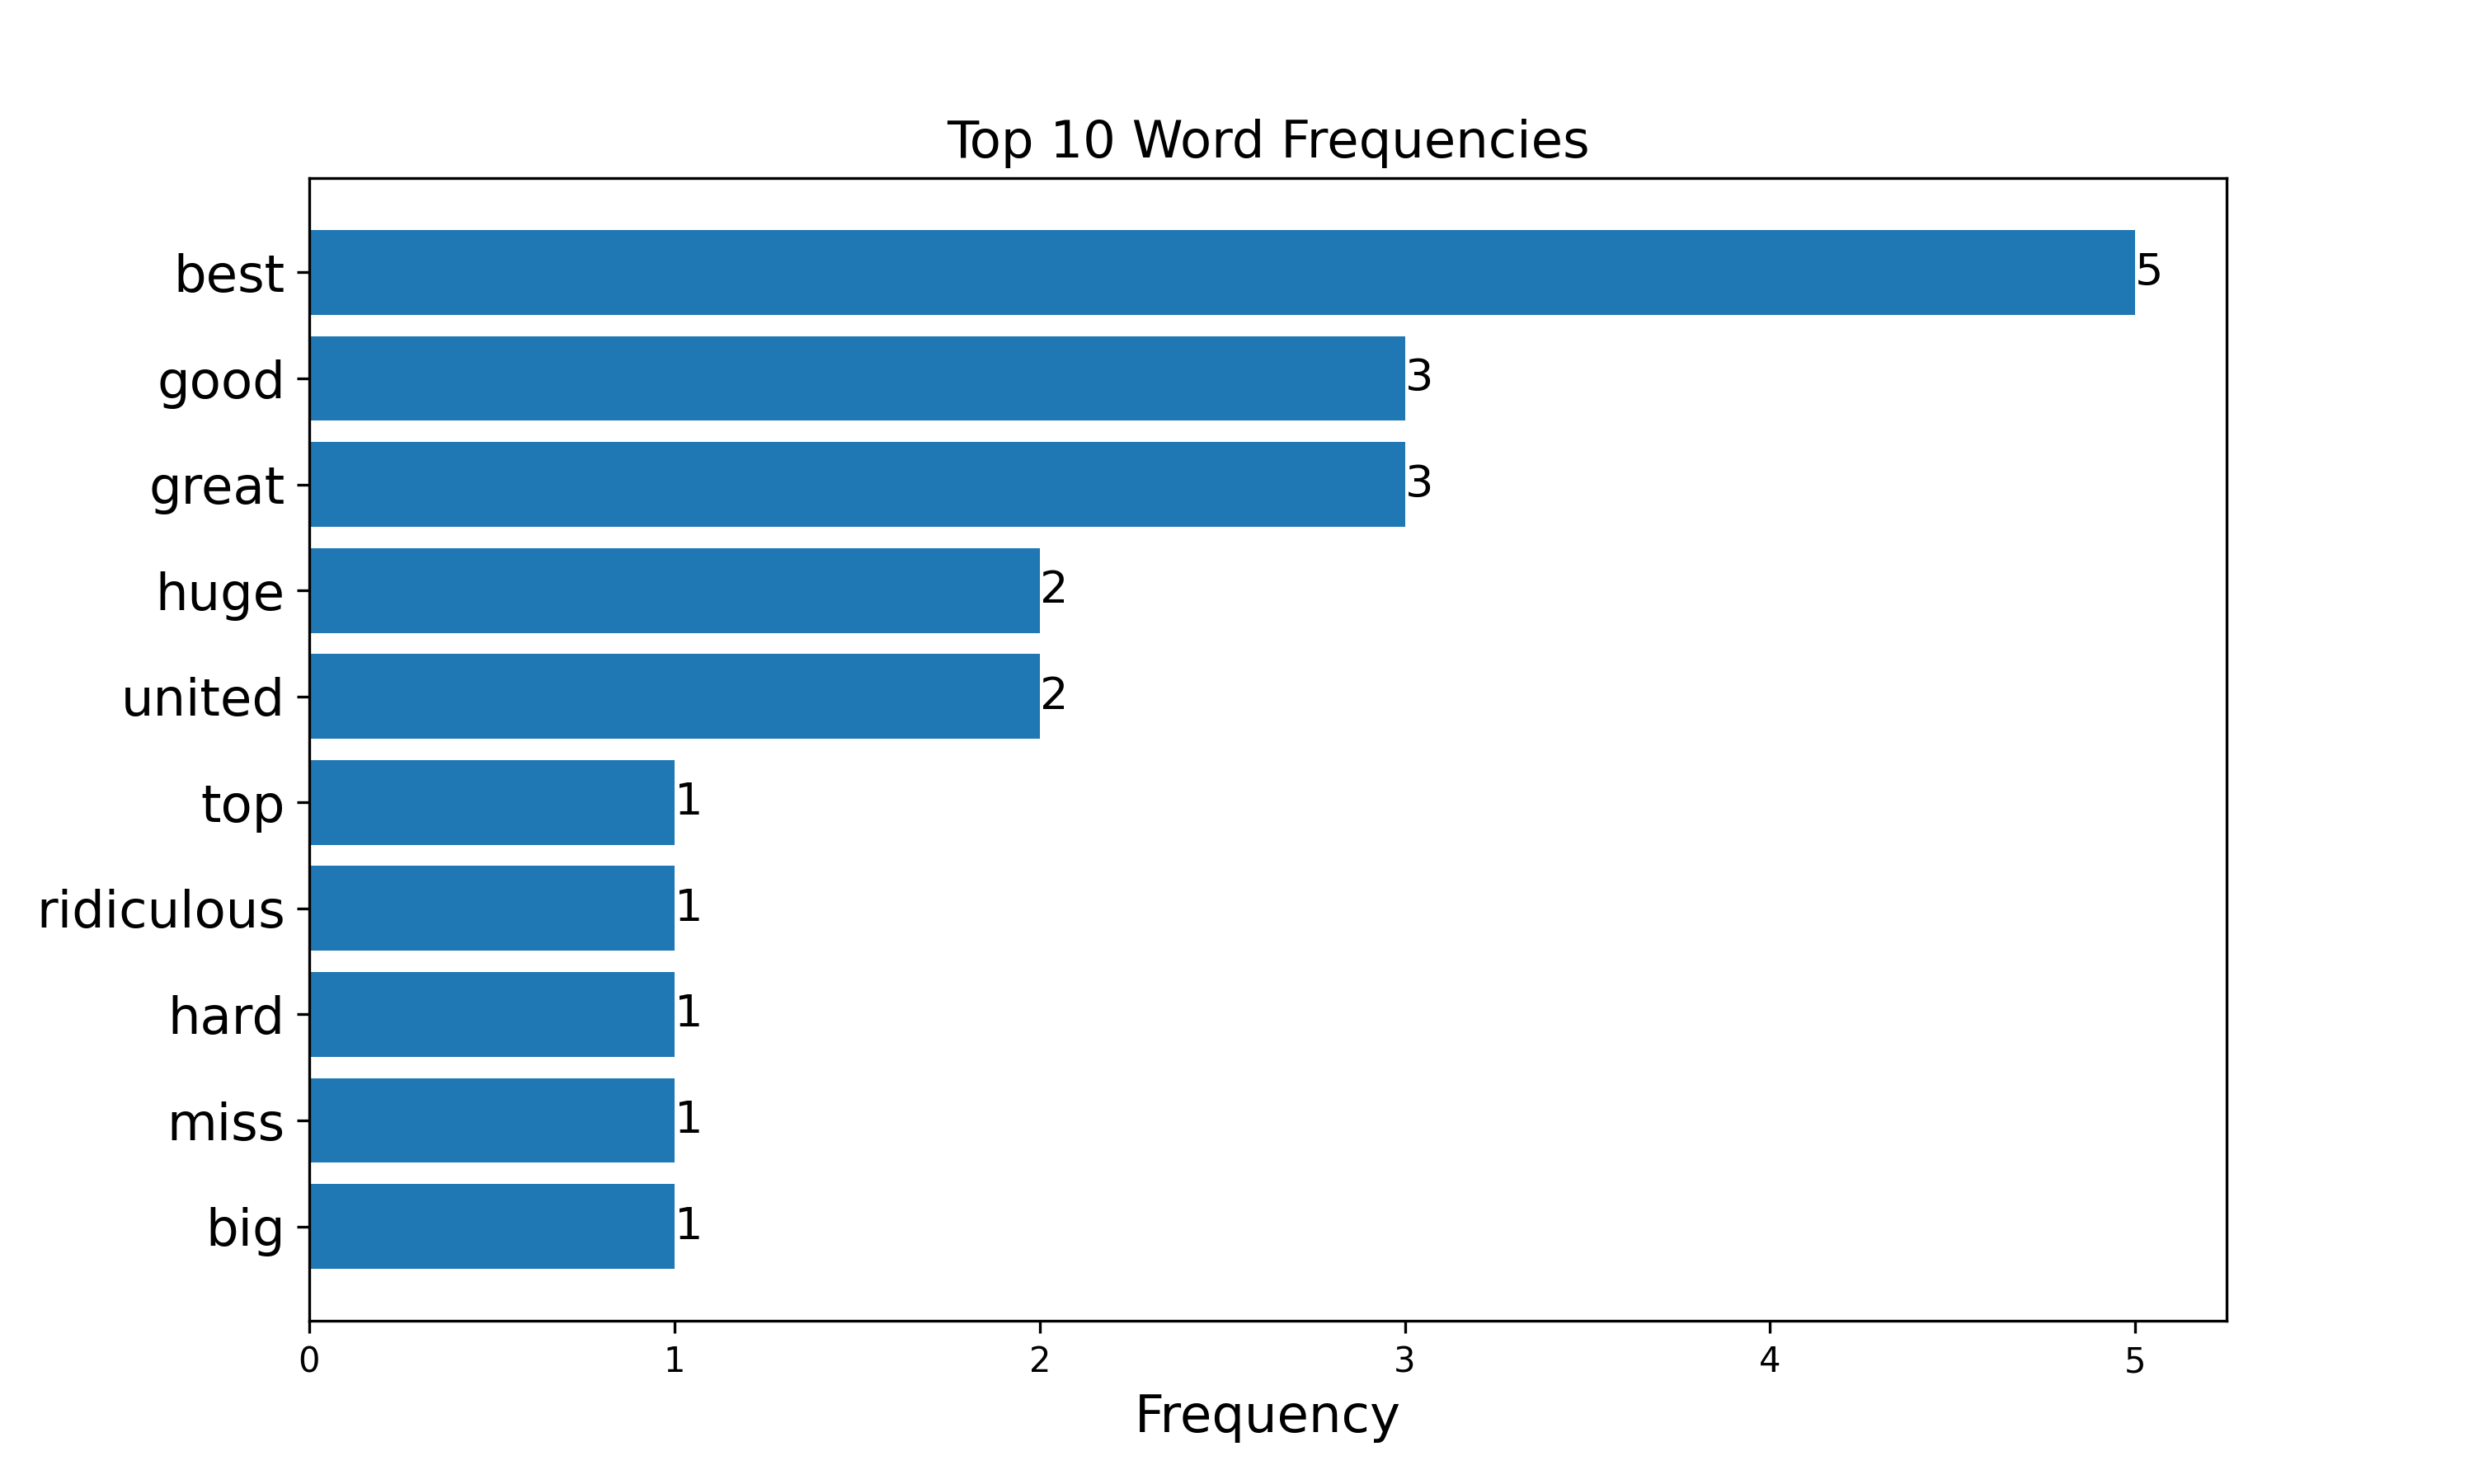 Top 10 Word Frequencies
best 5
good 3
great 3
huge 2
united 2
top 1
ridiculous 1
hard 1
miss 1
big 1
0 1 2 3 4 5
Frequency